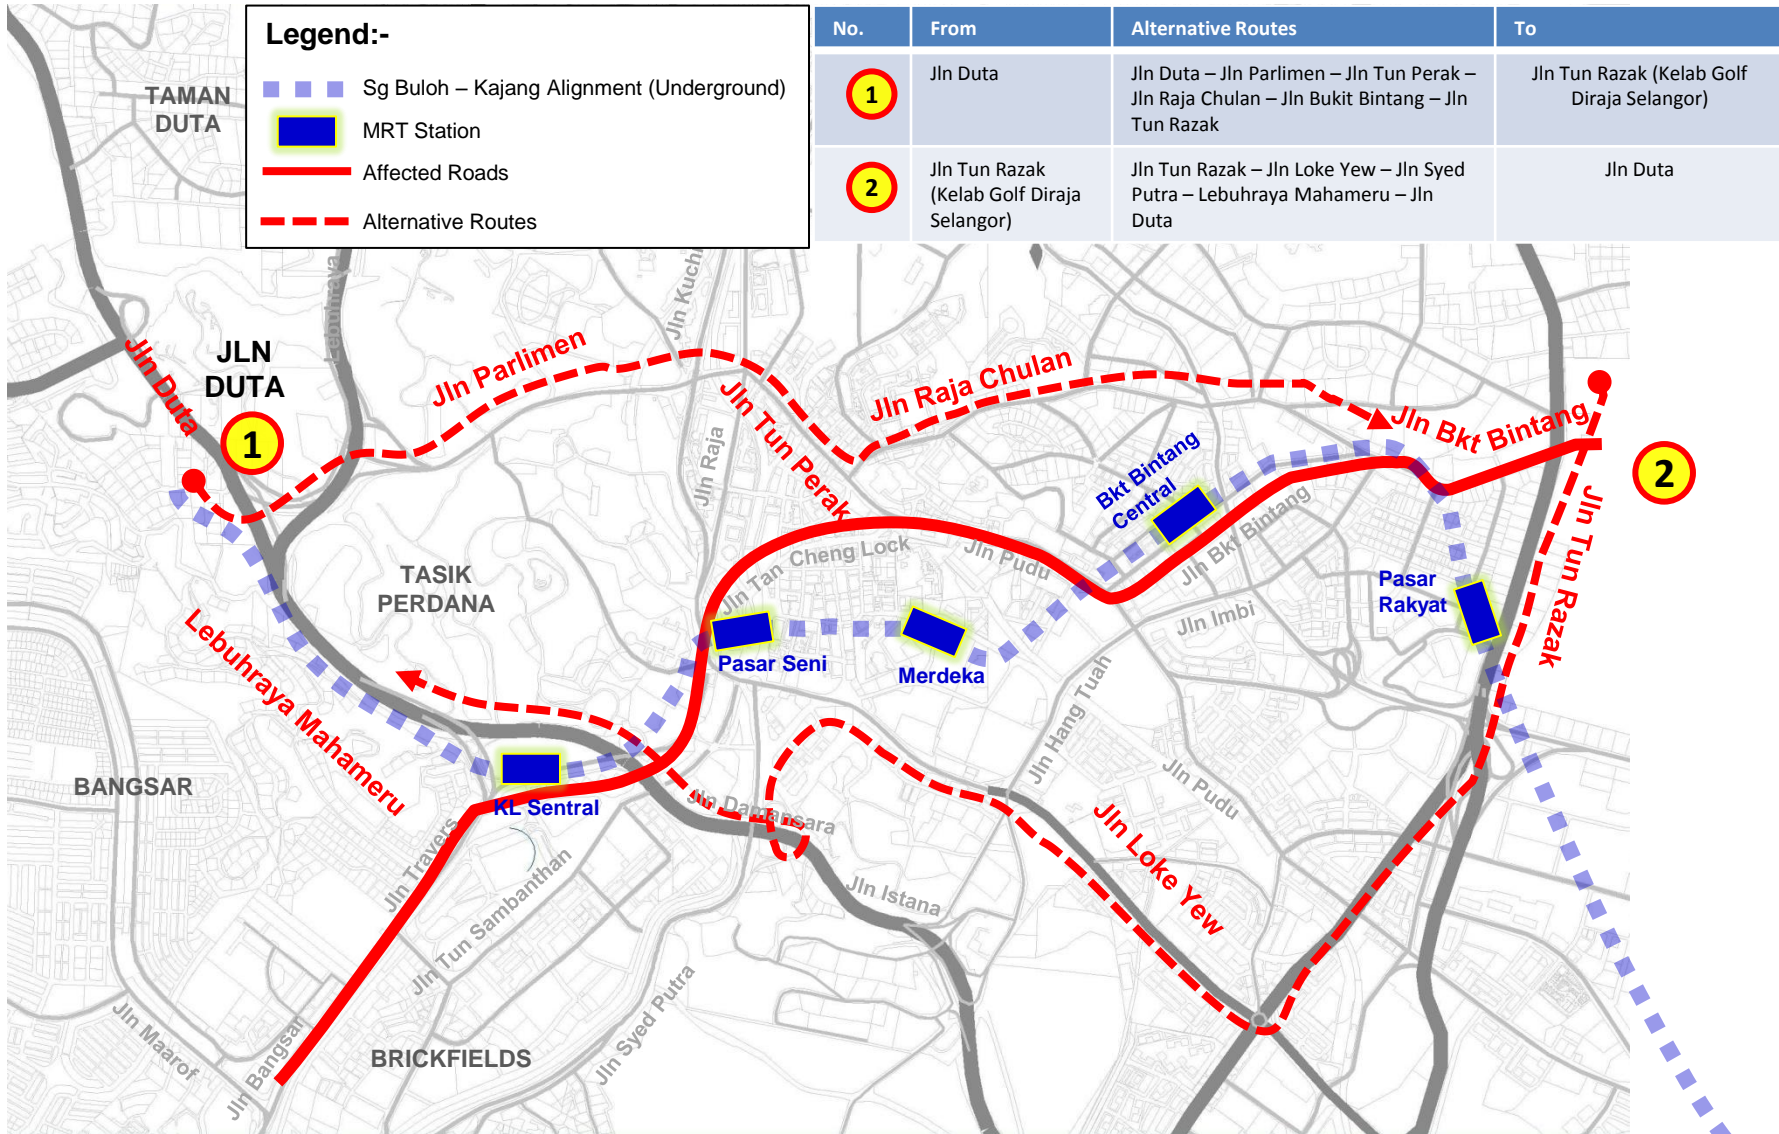 Legend:-
Sg Buloh – Kajang Alignment (Underground)
MRT Station
Affected Roads
Alternative Routes
No.
From
Alternative Routes
To
1
Jln Duta
Jln Duta – Jln Parlimen – Jln Tun Perak –
Jln Raja Chulan – Jln Bukit Bintang – Jln
Tun Razak
Jln Tun Razak (Kelab Golf
Diraja Selangor)
2
Jln Tun Razak
(Kelab Golf Diraja
Selangor)
Jln Tun Razak – Jln Loke Yew – Jln Syed
Putra – Lebuhraya Mahameru – Jln
Duta
Jln Duta
TAMAN
DUTA
Lebuhraya
Jln Kuchi
JLN
DUTA
1
Jln Duta
Jln Parlimen
Jln Tun Perak
Jln Raja Chulan
Jln Bkt Bintang
2
Jln Raja
Bkt Bintang
Central
Jln Tan Cheng Lock
Jln Pudu
Jln Bkt Bintang
Jln Tun Razak
TASIK
PERDANA
Pasar
Rakyat
Jln Imbi
Lebuhraya Mahameru
Pasar Seni
Merdeka
Jln Hang Tuah
BANGSAR
KL Sentral
Jln Damansara
Jln Pudu
Jln Travers
Jln Loke Yew
Jln Tun Sambanthan
Jln Istana
Jln Syed Putra
Jln Maarof
Jln Bangsar
BRICKFIELDS